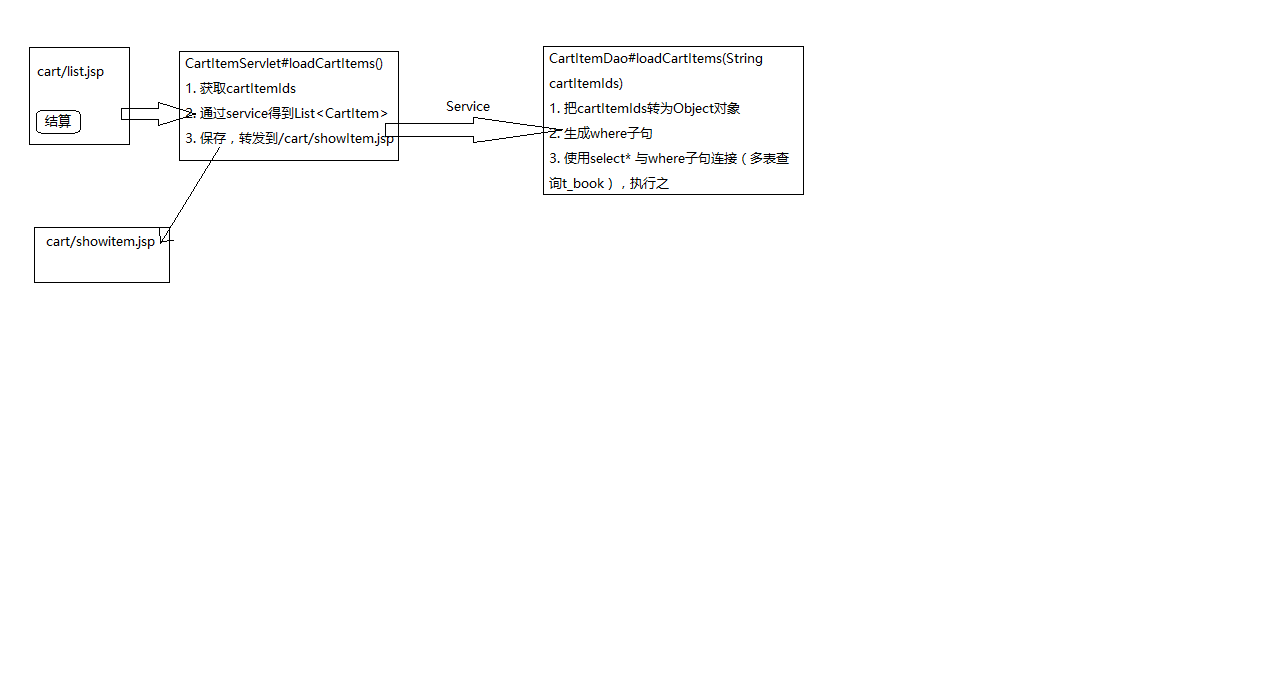 cart/list.jsp
结算
CartItemServlet#loadCartItems()
1. 获取cartItemIds
2. 通过service得到List<CartItem>
3. 保存，转发到/cart/showItem.jsp
Service
CartItemDao#loadCartItems(String
cartItemIds)
1. 把cartItemIds转为Object对象
2. 生成where子句
3. 使用select* 与where子句连接（多表查
询t_book），执行之
cart/showitem.jsp